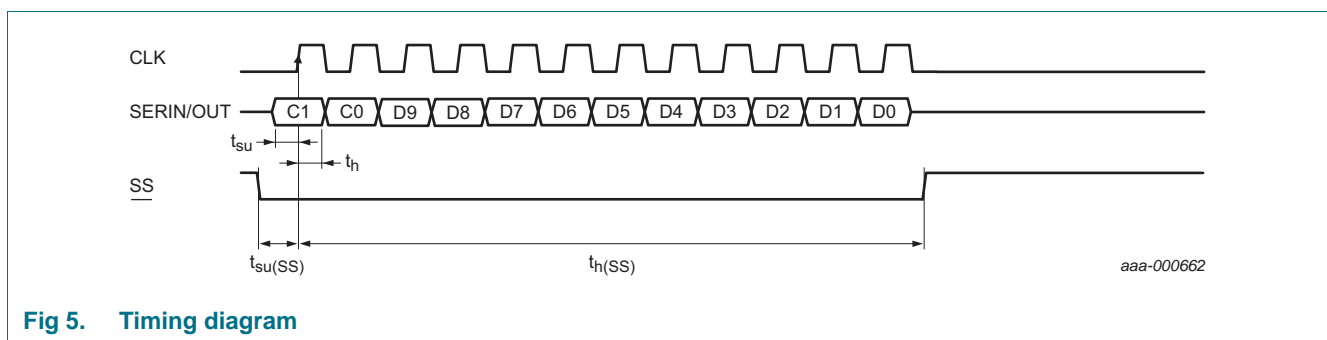 CLK
SERIN/OUT C1 C0 D9 D8 D7 D6 D5 D4 D3 D2 D1 D0
tsu
th
SS
tsu(SS) th(SS) aaa-000662
Fig 5. Timing diagram